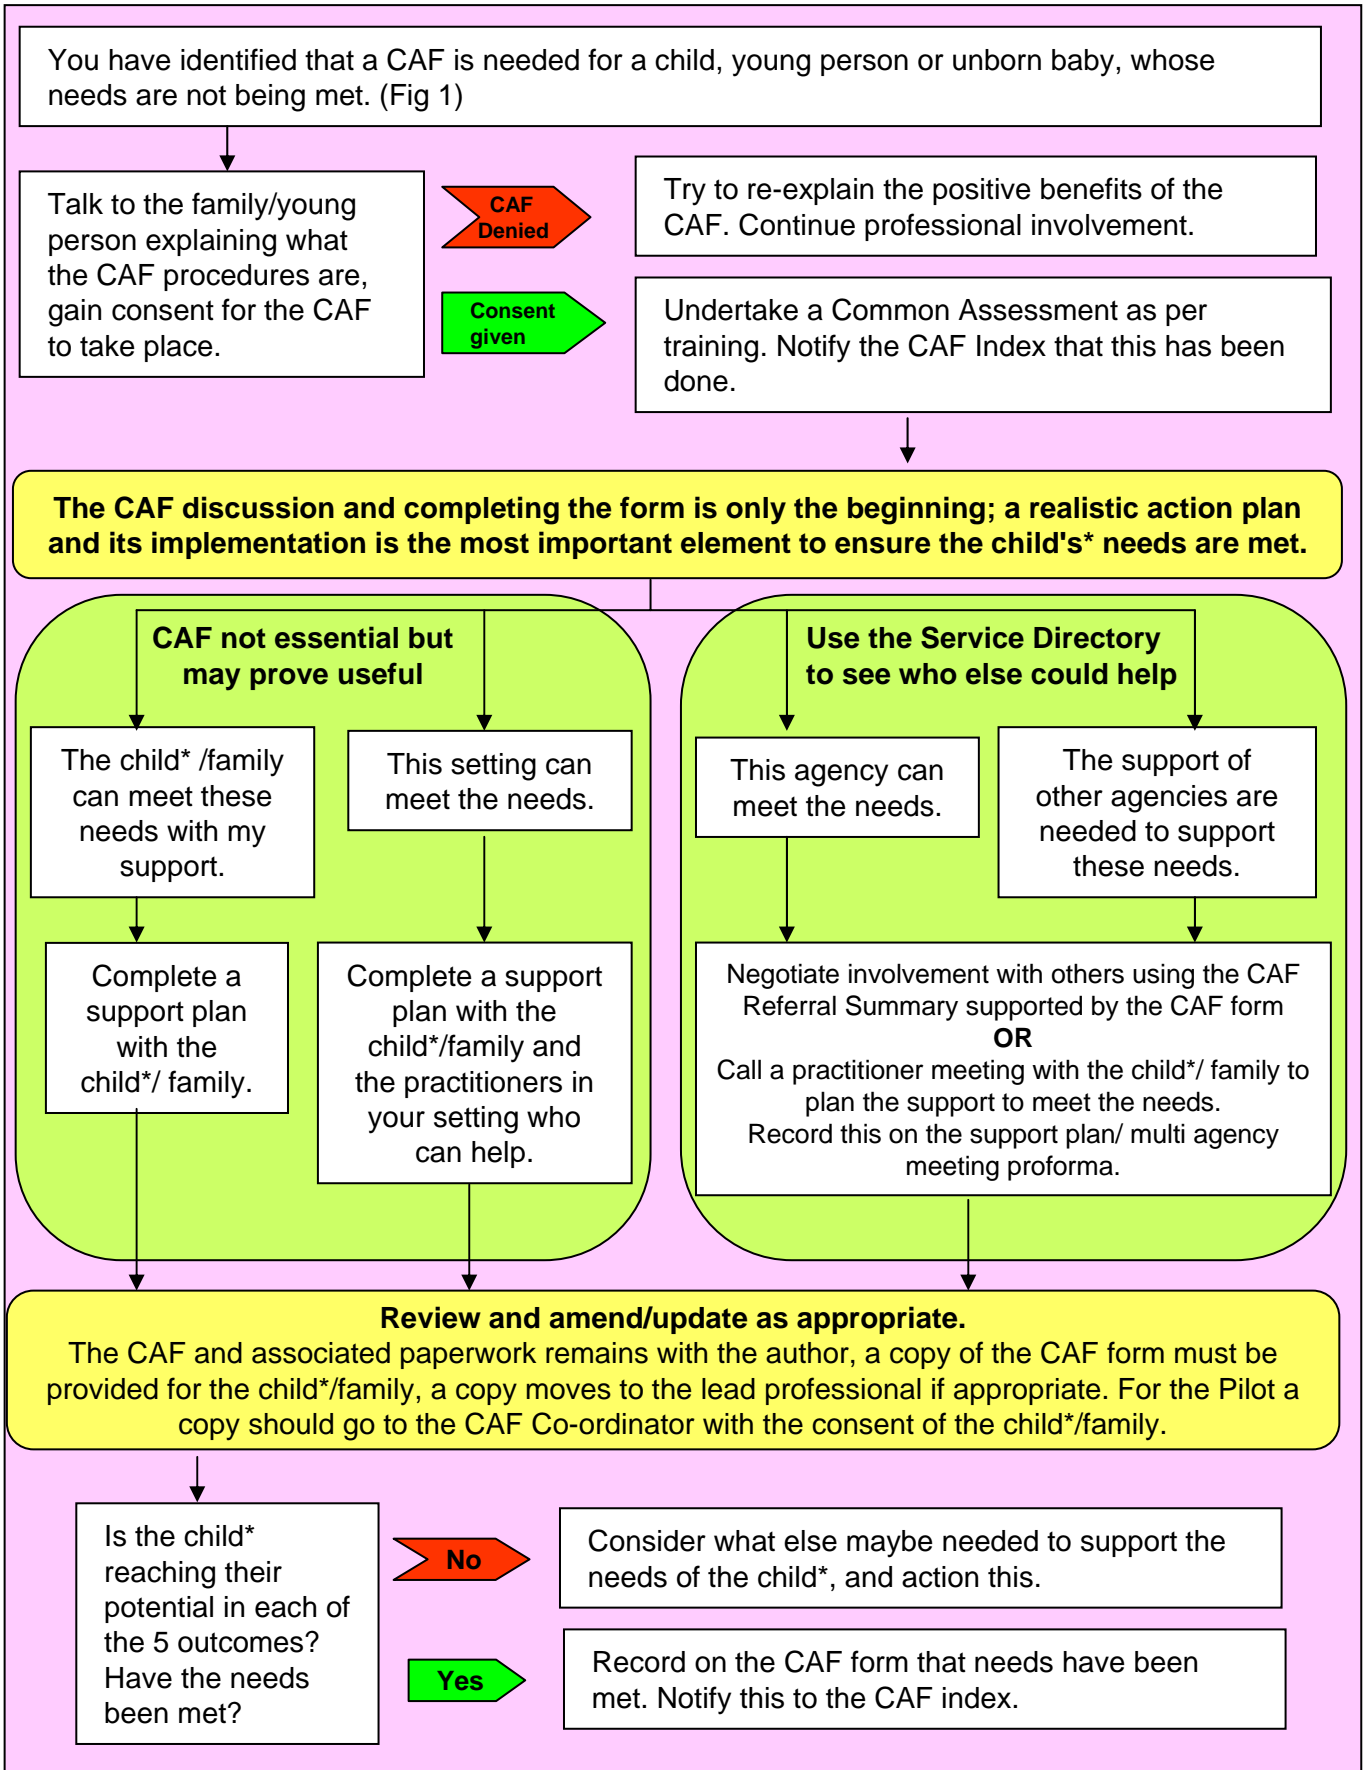 You have identified that a CAF is needed for a child, young person or unborn baby, whose
needs are not being met. (Fig 1)
Talk to the family/young
person explaining what
the CAF procedures are,
gain consent for the CAF
to take place.
CAF
Denied
Try to re-explain the positive benefits of the
CAF. Continue professional involvement.
Consent
given
Undertake a Common Assessment as per
training. Notify the CAF Index that this has been
done.
The CAF discussion and completing the form is only the beginning; a realistic action plan
and its implementation is the most important element to ensure the child's* needs are met.
CAF not essential but
may prove useful
The child* /family
can meet these
needs with my
support.
This setting can
meet the needs.
Complete a
support plan
with the
child*/ family.
Complete a support
plan with the
child*/family and
the practitioners in
your setting who
can help.
Use the Service Directory
to see who else could help
This agency can
meet the needs.
The support of
other agencies are
needed to support
these needs.
Negotiate involvement with others using the CAF
Referral Summary supported by the CAF form
OR
Call a practitioner meeting with the child*/ family to
plan the support to meet the needs.
Record this on the support plan/ multi agency
meeting proforma.
Review and amend/update as appropriate.
The CAF and associated paperwork remains with the author, a copy of the CAF form must be
provided for the child*/family, a copy moves to the lead professional if appropriate. For the Pilot a
copy should go to the CAF Co-ordinator with the consent of the child*/family.
Is the child*
reaching their
potential in each of
the 5 outcomes?
Have the needs
been met?
No
Consider what else maybe needed to support the
needs of the child*, and action this.
Yes
Record on the CAF form that needs have been
met. Notify this to the CAF index.